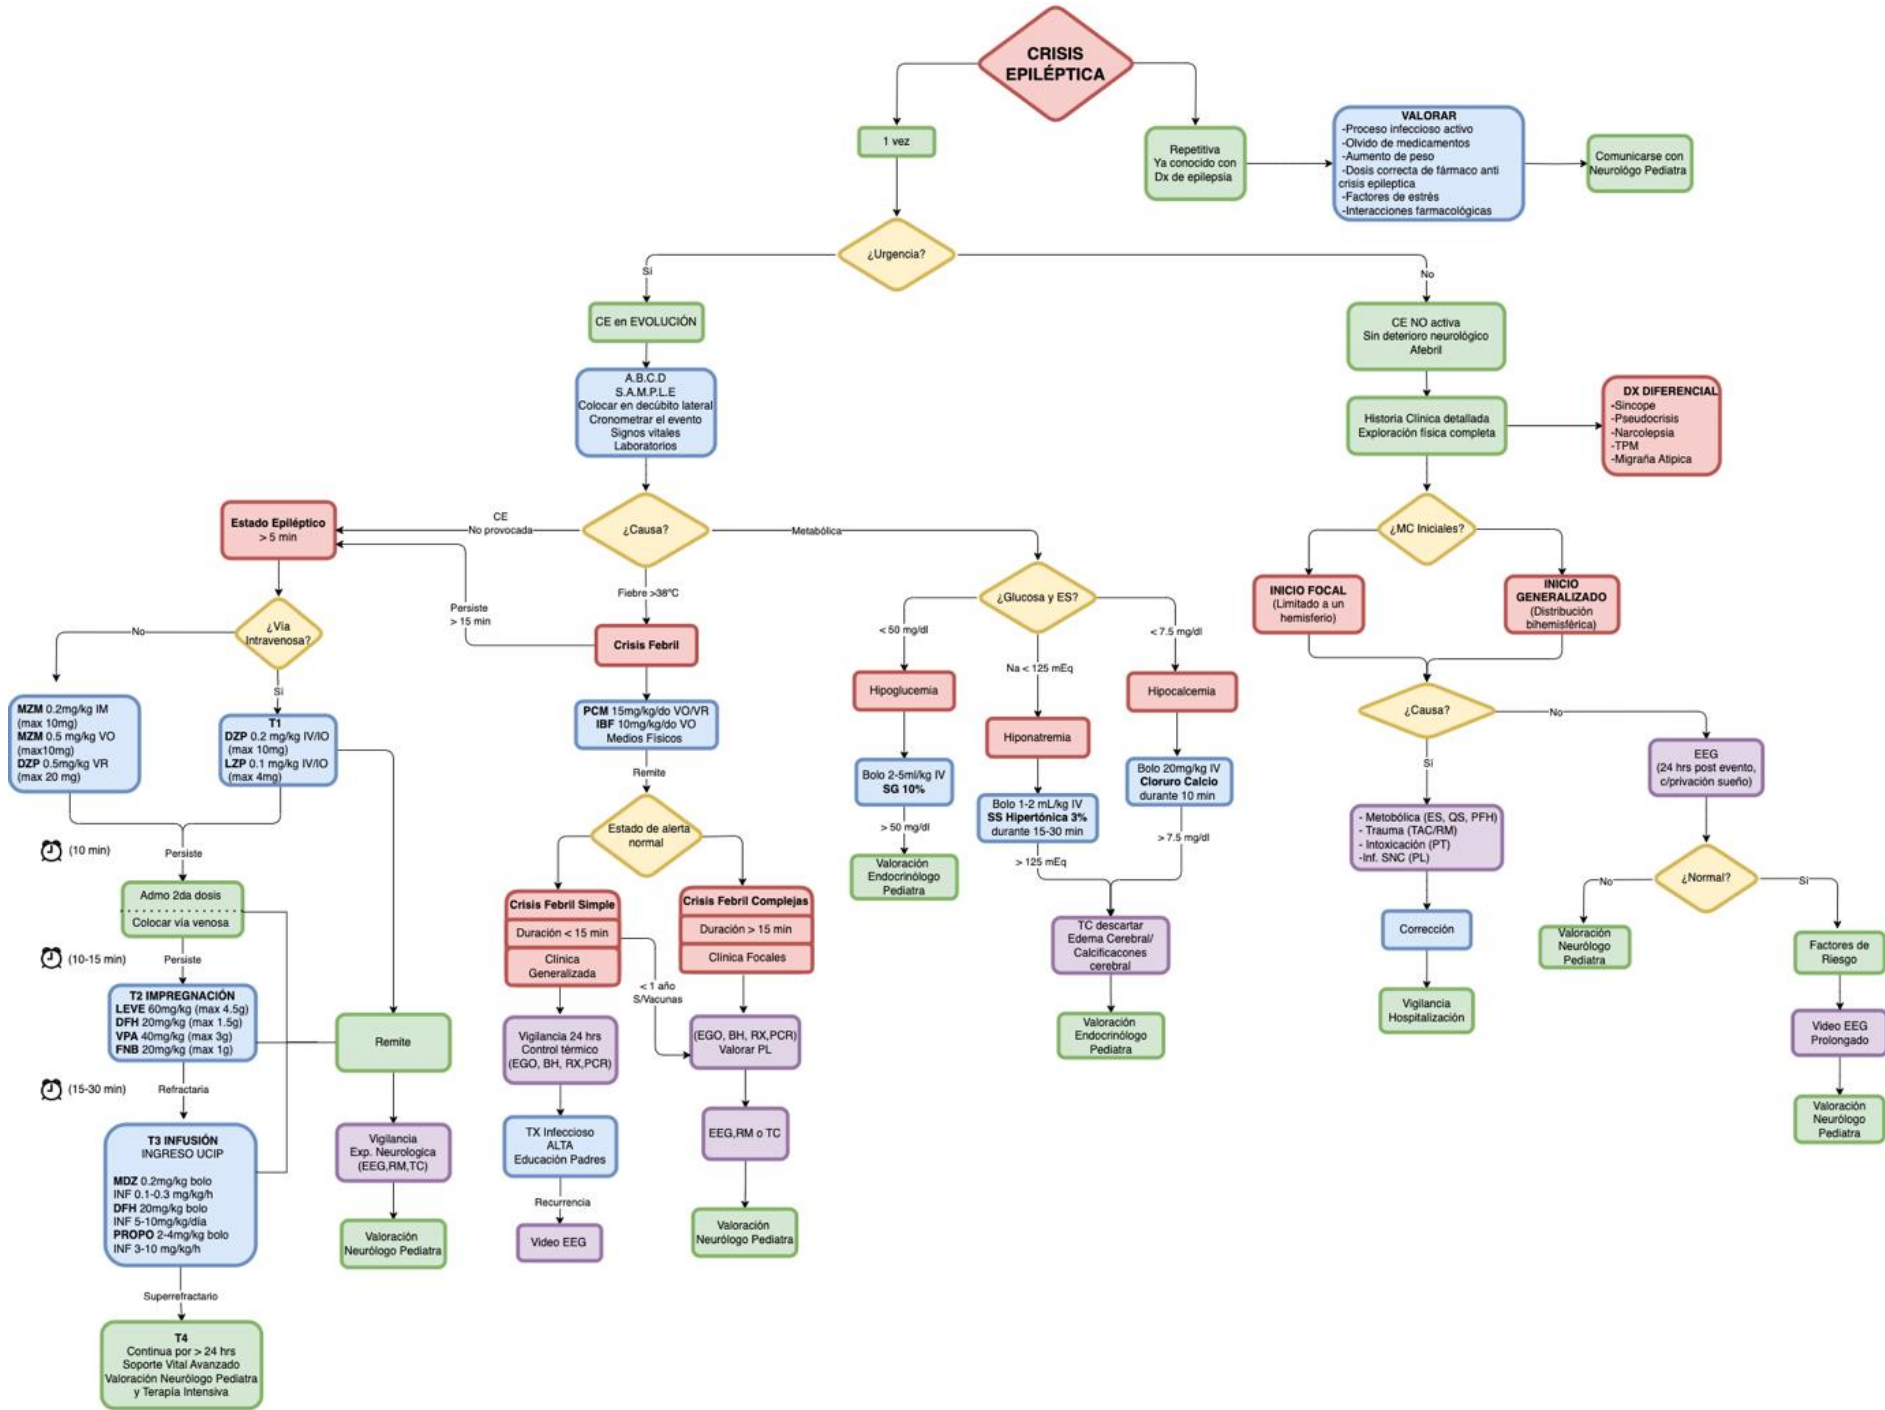 CRISIS
EPILÉPTICA
1 vez
Repetitiva
Ya conocido con
Dx de epilepsia
VALORAR
-Proceso infeccioso activo
-Olvido de medicamentos
-Aumento de peso
-Dosis correcta de fármaco anti
crisis epileptica
-Factores de estrés
-Interacciones farmacológicas
Comunicarse con
Neurológo Pediatra
¿Urgencia?
Sí
No
CE en EVOLUCIÓN
A.B.C.D
S.A.M.P.L.E
Colocar en decúbito lateral
Cronometrar el evento
Signos vitales
Laboratorios
CE NO activa
Sin deterioro neurológico
Afebril
Historia Clínica detallada
Exploración física completa
DX DIFERENCIAL
-Síncope
-Pseudocrisis
-Narcolepsia
-TPM
-Migraña Atipica
¿Causa?
CE
No provocada
Metabólica
Fiebre >38ºC
Estado Epiléptico
> 5 min
Persiste
> 15 min
¿Vía
Intravenosa?
No
Sí
MZM 0.2mg/kg IM
(max 10mg)
MZM 0.5 mg/kg VO
(max10mg)
DZP 0.5mg/kg VR
(max 20 mg)
T1
DZP 0.2 mg/kg IV/IO
(max 10mg)
LZP 0.1 mg/kg IV/IO
(max 4mg)
(10 min)
Persiste
Admo 2da dosis
Colocar vía venosa
(10-15 min)
Persiste
T2 IMPREGNACIÓN
LEVE 60mg/kg (max 4.5g)
DFH 20mg/kg (max 1.5g)
VPA 40mg/kg (max 3g)
FNB 20mg/kg (max 1g)
(15-30 min)
Refractaria
T3 INFUSIÓN
INGRESO UCIP
MDZ 0.2mg/kg bolo
INF 0.1-0.3 mg/kg/h
DFH 20mg/kg bolo
INF 5-10mg/kg/día
PROPO 2-4mg/kg bolo
INF 3-10 mg/kg/h
Superrefractario
T4
Continua por > 24 hrs
Soporte Vital Avanzado
Valoración Neurólogo Pediatra
y Terapía Intensiva
Remite
Vigilancia
Exp. Neurologica
(EEG,RM,TC)
Valoración
Neurólogo Pediatra
Crisis Febril
PCM 15mg/kg/do VO/VR
IBF 10mg/kg/do VO
Medios Físicos
Remite
Estado de alerta
normal
Crisis Febril Simple
Duración < 15 min
Clínica
Generalizada
< 1 año
S/Vacunas
Crisis Febril Complejas
Duración > 15 min
Clínica Focales
Vigilancia 24 hrs
Control térmico
(EGO, BH, RX,PCR)
TX Infeccioso
ALTA
Educación Padres
Recurrencia
Video EEG
(EGO, BH, RX,PCR)
Valorar PL
EEG,RM o TC
Valoración
Neurólogo Pediatra
¿Glucosa y ES?
< 50 mg/dl
Na < 125 mEq
< 7.5 mg/dl
Hipoglucemia
Hiponatremia
Hipocalcemia
Bolo 2-5ml/kg IV
SG 10%
Bolo 1-2 mL/kg IV
SS Hipertónica 3%
durante 15-30 min
Bolo 20mg/kg IV
Cloruro Calcio
durante 10 min
> 50 mg/dl
> 125 mEq
> 7.5 mg/dl
Valoración
Endocrinólogo
Pediatra
TC descartar
Edema Cerebral/
Calcificacones
cerebral
Valoración
Endocrinólogo
Pediatra
¿MC Iniciales?
INICIO FOCAL
(Limitado a un
hemisferio)
INICIO
GENERALIZADO
(Distribución
bihemisférica)
¿Causa?
Sí
No
- Metobólica (ES, QS, PFH)
- Trauma (TAC/RM)
- Intoxicación (PT)
-Inf. SNC (PL)
Corrección
Vigilancia
Hospitalización
EEG
(24 hrs post evento,
c/privación sueño)
¿Normal?
No
Sí
Valoración
Neurólogo
Pediatra
Factores de
Riesgo
Video EEG
Prolongado
Valoración
Neurólogo
Pediatra